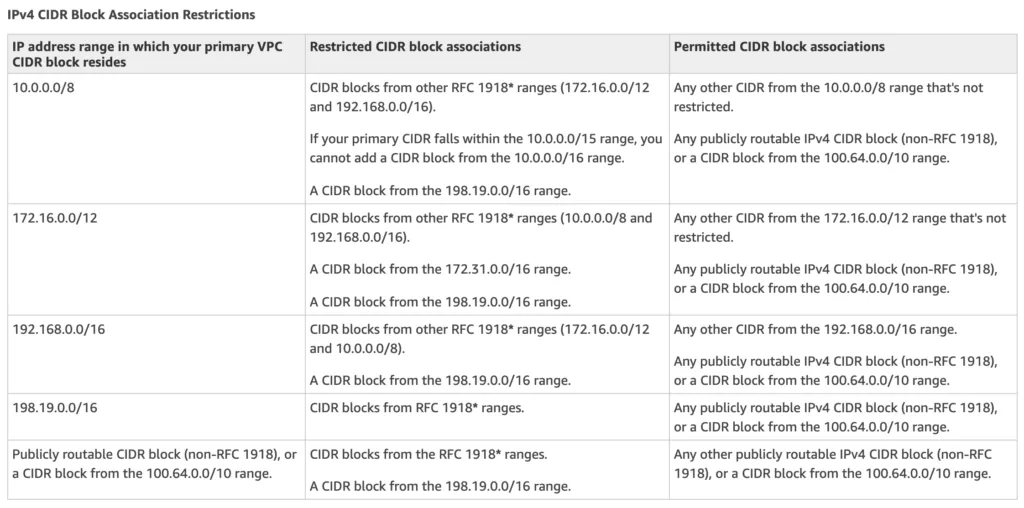 IPv4 CIDR Block Association Restrictions
IP address range in which your primary VPC
CIDR block resides
Restricted CIDR block associations
Permitted CIDR block associations
10.0.0.0/8
CIDR blocks from other RFC 1918* ranges (172.16.0.0/12
and 192.168.0.0/16).
If your primary CIDR falls within the 10.0.0.0/15 range, you
cannot add a CIDR block from the 10.0.0.0/16 range.
A CIDR block from the 198.19.0.0/16 range.
Any other CIDR from the 10.0.0.0/8 range that's not
restricted.
Any publicly routable IPv4 CIDR block (non-RFC 1918),
or a CIDR block from the 100.64.0.0/10 range.
172.16.0.0/12
CIDR blocks from other RFC 1918* ranges (10.0.0.0/8 and
192.168.0.0/16).
A CIDR block from the 172.31.0.0/16 range.
A CIDR block from the 198.19.0.0/16 range.
Any other CIDR from the 172.16.0.0/12 range that's not
restricted.
Any publicly routable IPv4 CIDR block (non-RFC 1918),
or a CIDR block from the 100.64.0.0/10 range.
192.168.0.0/16
CIDR blocks from other RFC 1918* ranges (172.16.0.0/12
and 10.0.0.0/8).
A CIDR block from the 198.19.0.0/16 range.
Any other CIDR from the 192.168.0.0/16 range.
Any publicly routable IPv4 CIDR block (non-RFC 1918),
or a CIDR block from the 100.64.0.0/10 range.
198.19.0.0/16
CIDR blocks from RFC 1918* ranges.
Any publicly routable IPv4 CIDR block (non-RFC 1918),
or a CIDR block from the 100.64.0.0/10 range.
Publicly routable CIDR block (non-RFC 1918), or
a CIDR block from the 100.64.0.0/10 range.
CIDR blocks from the RFC 1918* ranges.
A CIDR block from the 198.19.0.0/16 range.
Any other publicly routable IPv4 CIDR block (non-RFC
1918), or a CIDR block from the 100.64.0.0/10 range.